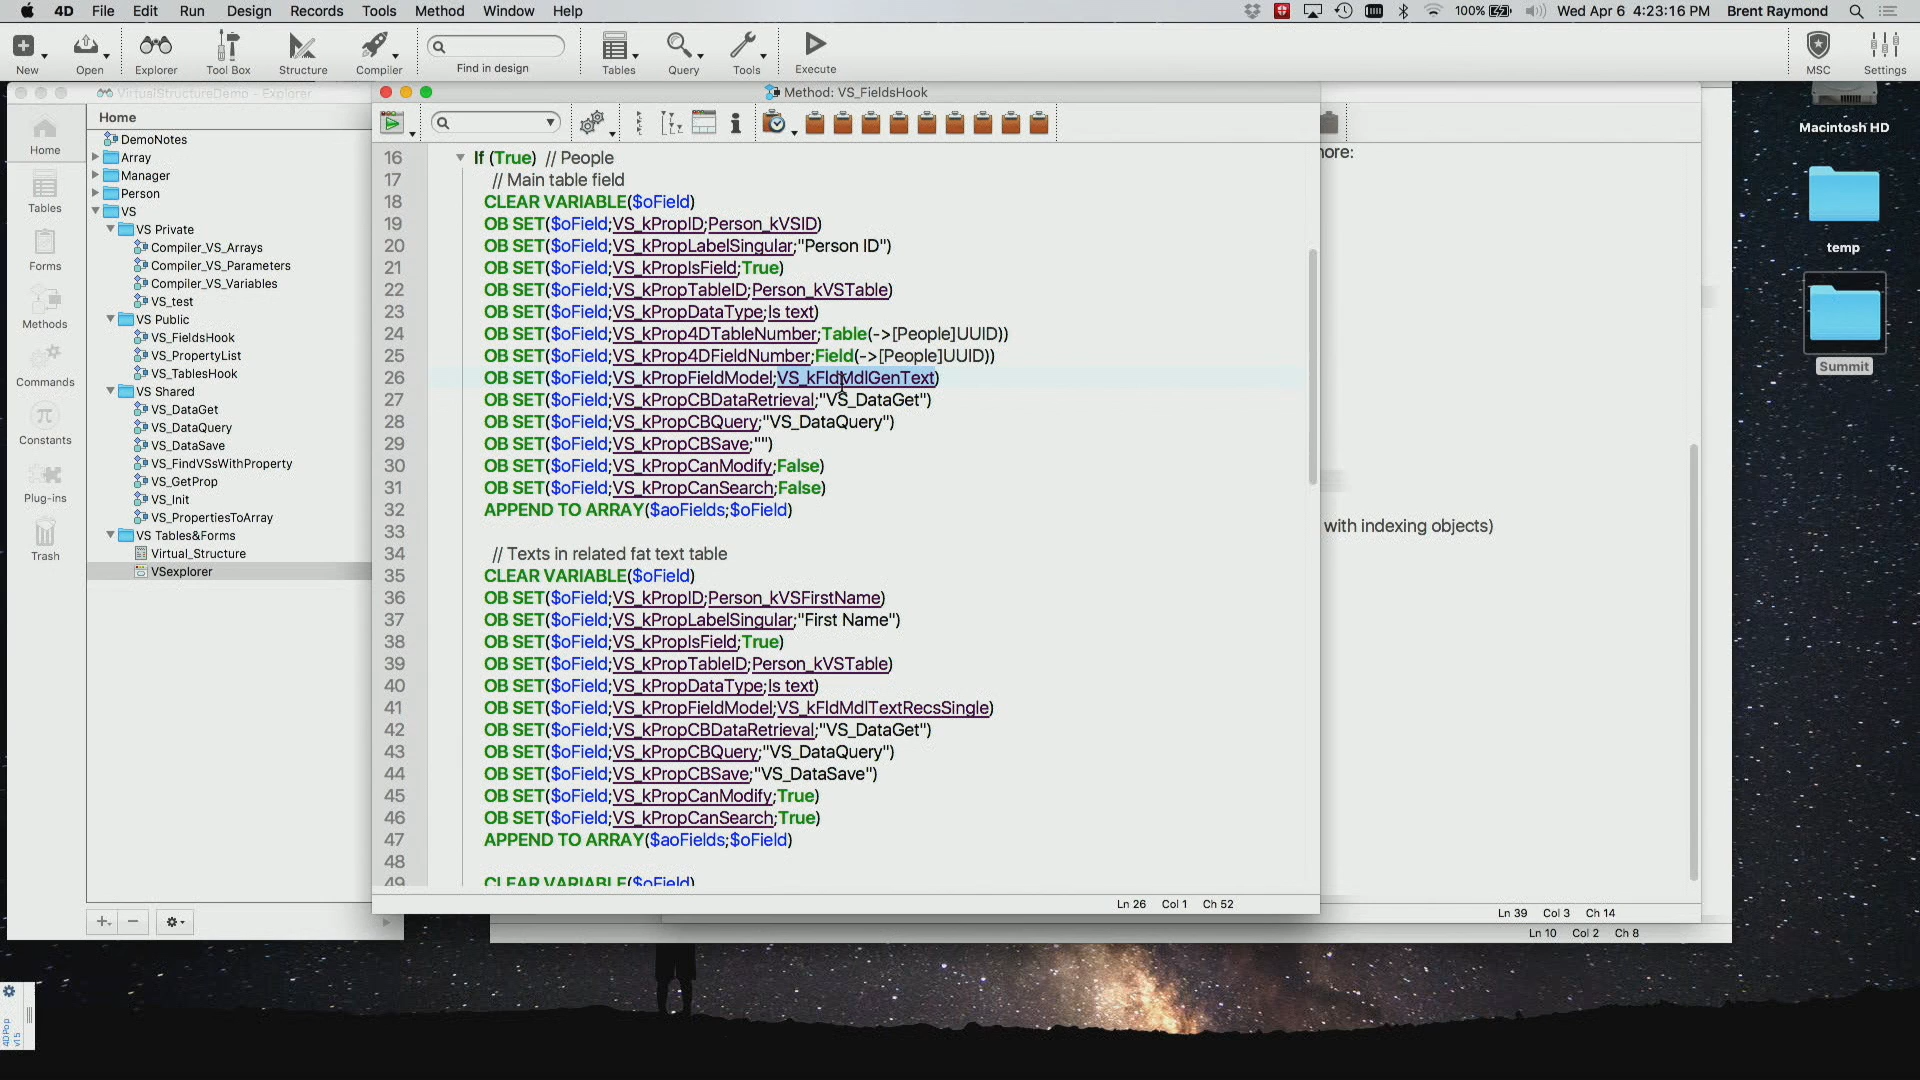 4D File Edit Run Design Records Tools Method Window Help 100% Wed Apr 6 4:23:16 PM Brent Raymond
New Open Explorer Tool Box Structure Compiler Find in design Tables Query Tools Execute MSC Settings
VirtualStructureDemo - Explorer
Method: VS_FieldsHook
Home
Tables
Forms
Methods
Commands
Constants
Plug-ins
Trash
Home
DemoNotes
Array
Manager
Person
VS
VS Private
Compiler_VS_Arrays
Compiler_VS_Parameters
Compiler_VS_Variables
VS_test
VS Public
VS_FieldsHook
VS_PropertyList
VS_TablesHook
VS Shared
VS_DataGet
VS_DataQuery
VS_DataSave
VS_FindVSsWithProperty
VS_GetProp
VS_Init
VS_PropertiesToArray
VS Tables&Forms
Virtual_Structure
VSexplorer
16 If (True) // People
17 // Main table field
18 CLEAR VARIABLE($oField)
19 OB SET($oField;VS_kPropID;Person_kVSID)
20 OB SET($oField;VS_kPropLabelSingular;"Person ID")
21 OB SET($oField;VS_kPropIsField;True)
22 OB SET($oField;VS_kPropTableID;Person_kVSTable)
23 OB SET($oField;VS_kPropDataType;Is text)
24 OB SET($oField;VS_kProp4DTableNumber;Table(->[People]UUID))
25 OB SET($oField;VS_kProp4DFieldNumber;Field(->[People]UUID))
26 OB SET($oField;VS_kPropFieldModel;VS_kFldMdlGenText)
27 OB SET($oField;VS_kPropCBDataRetrieval;"VS_DataGet")
28 OB SET($oField;VS_kPropCBQuery;"VS_DataQuery")
29 OB SET($oField;VS_kPropCBSave;"")
30 OB SET($oField;VS_kPropCanModify;False)
31 OB SET($oField;VS_kPropCanSearch;False)
32 APPEND TO ARRAY($aoFields;$oField)
33
34 // Texts in related fat text table
35 CLEAR VARIABLE($oField)
36 OB SET($oField;VS_kPropID;Person_kVSFirstName)
37 OB SET($oField;VS_kPropLabelSingular;"First Name")
38 OB SET($oField;VS_kPropIsField;True)
39 OB SET($oField;VS_kPropTableID;Person_kVSTable)
40 OB SET($oField;VS_kPropDataType;Is text)
41 OB SET($oField;VS_kPropFieldModel;VS_kFldMdlTextRecsSingle)
42 OB SET($oField;VS_kPropCBDataRetrieval;"VS_DataGet")
43 OB SET($oField;VS_kPropCBQuery;"VS_DataQuery")
44 OB SET($oField;VS_kPropCBSave;"VS_DataSave")
45 OB SET($oField;VS_kPropCanModify;True)
46 OB SET($oField;VS_kPropCanSearch;True)
47 APPEND TO ARRAY($aoFields;$oField)
48
49 CLEAR VARIABLE($oField)
Ln 26 Col 1 Ch 52
nore:
with indexing objects)
Ln 39 Col 3 Ch 14
Ln 10 Col 2 Ch 8
Macintosh HD
temp
Summit
4DPop
v15